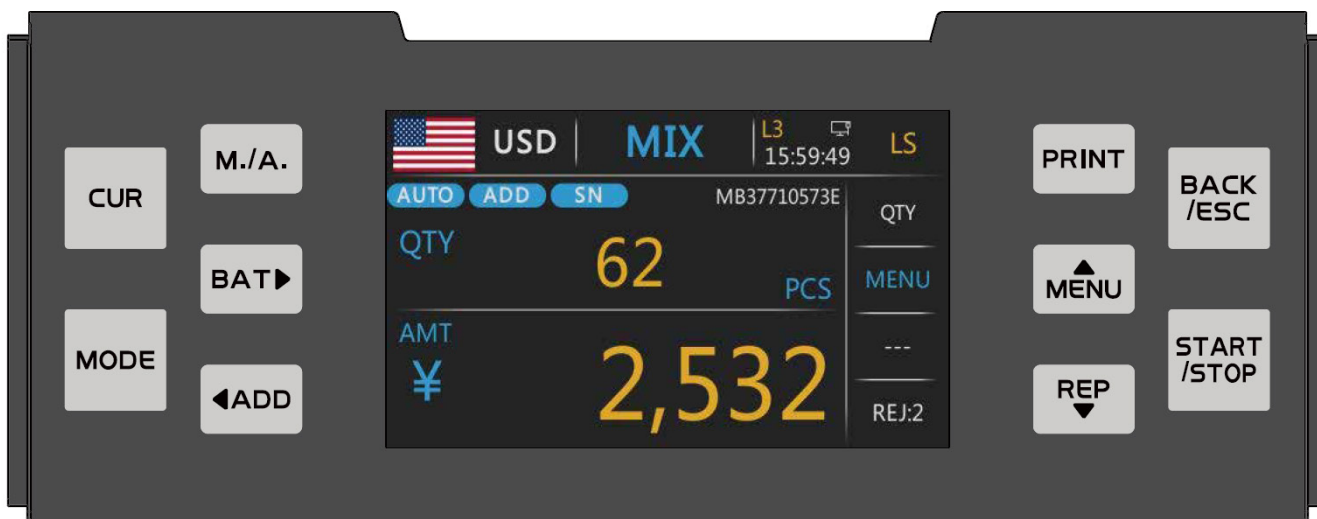 CUR
MODE
M./A.
BAT▶
◀ADD
USD
MIX
L3
15:59:49
LS
AUTO
ADD
SN
MB37710573E
QTY
62
PCS
AMT
¥
2,532
QTY
MENU
---
REJ:2
PRINT
▲
MENU
REP
▼
BACK
/ESC
START
/STOP